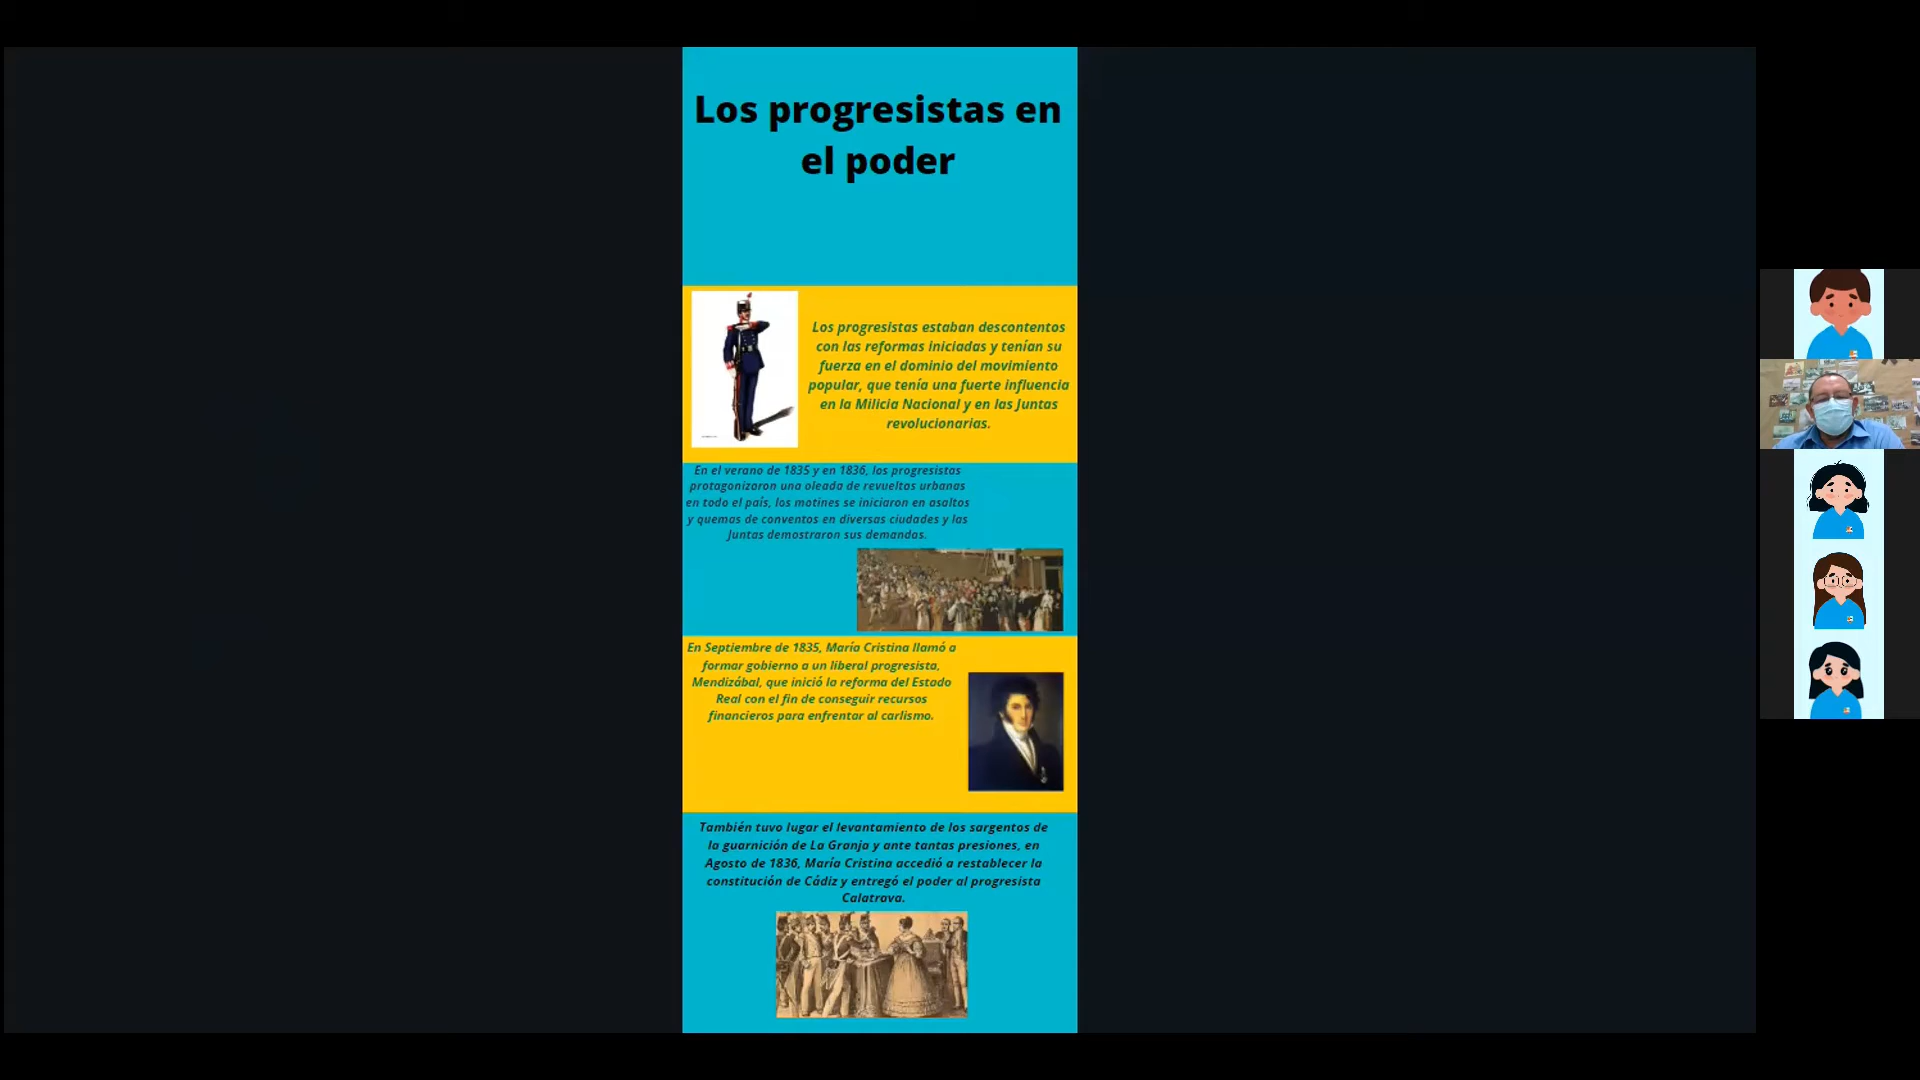 Los progresistas en
el poder
Los progresistas estaban descontentos
con las reformas iniciadas y tenían su
fuerza en el dominio del movimiento
popular, que tenía una fuerte influencia
en la Milicia Nacional y en las Juntas
revolucionarias.
En el verano de 1835 y en 1836, los progresistas
protagonizaron una oleada de revueltas urbanas
en todo el país, los motines se iniciaron en asaltos
y quemas de conventos en diversas ciudades y las
Juntas demostraron sus demandas.
En Septiembre de 1835, María Cristina llamó a
formar gobierno a un liberal progresista,
Mendizábal, que inició la reforma del Estado
Real con el fin de conseguir recursos
financieros para enfrentar al carlismo.
También tuvo lugar el levantamiento de los sargentos de
la guarnición de La Granja y ante tantas presiones, en
Agosto de 1836, María Cristina accedió a restablecer la
constitución de Cádiz y entregó el poder al progresista
Calatrava.